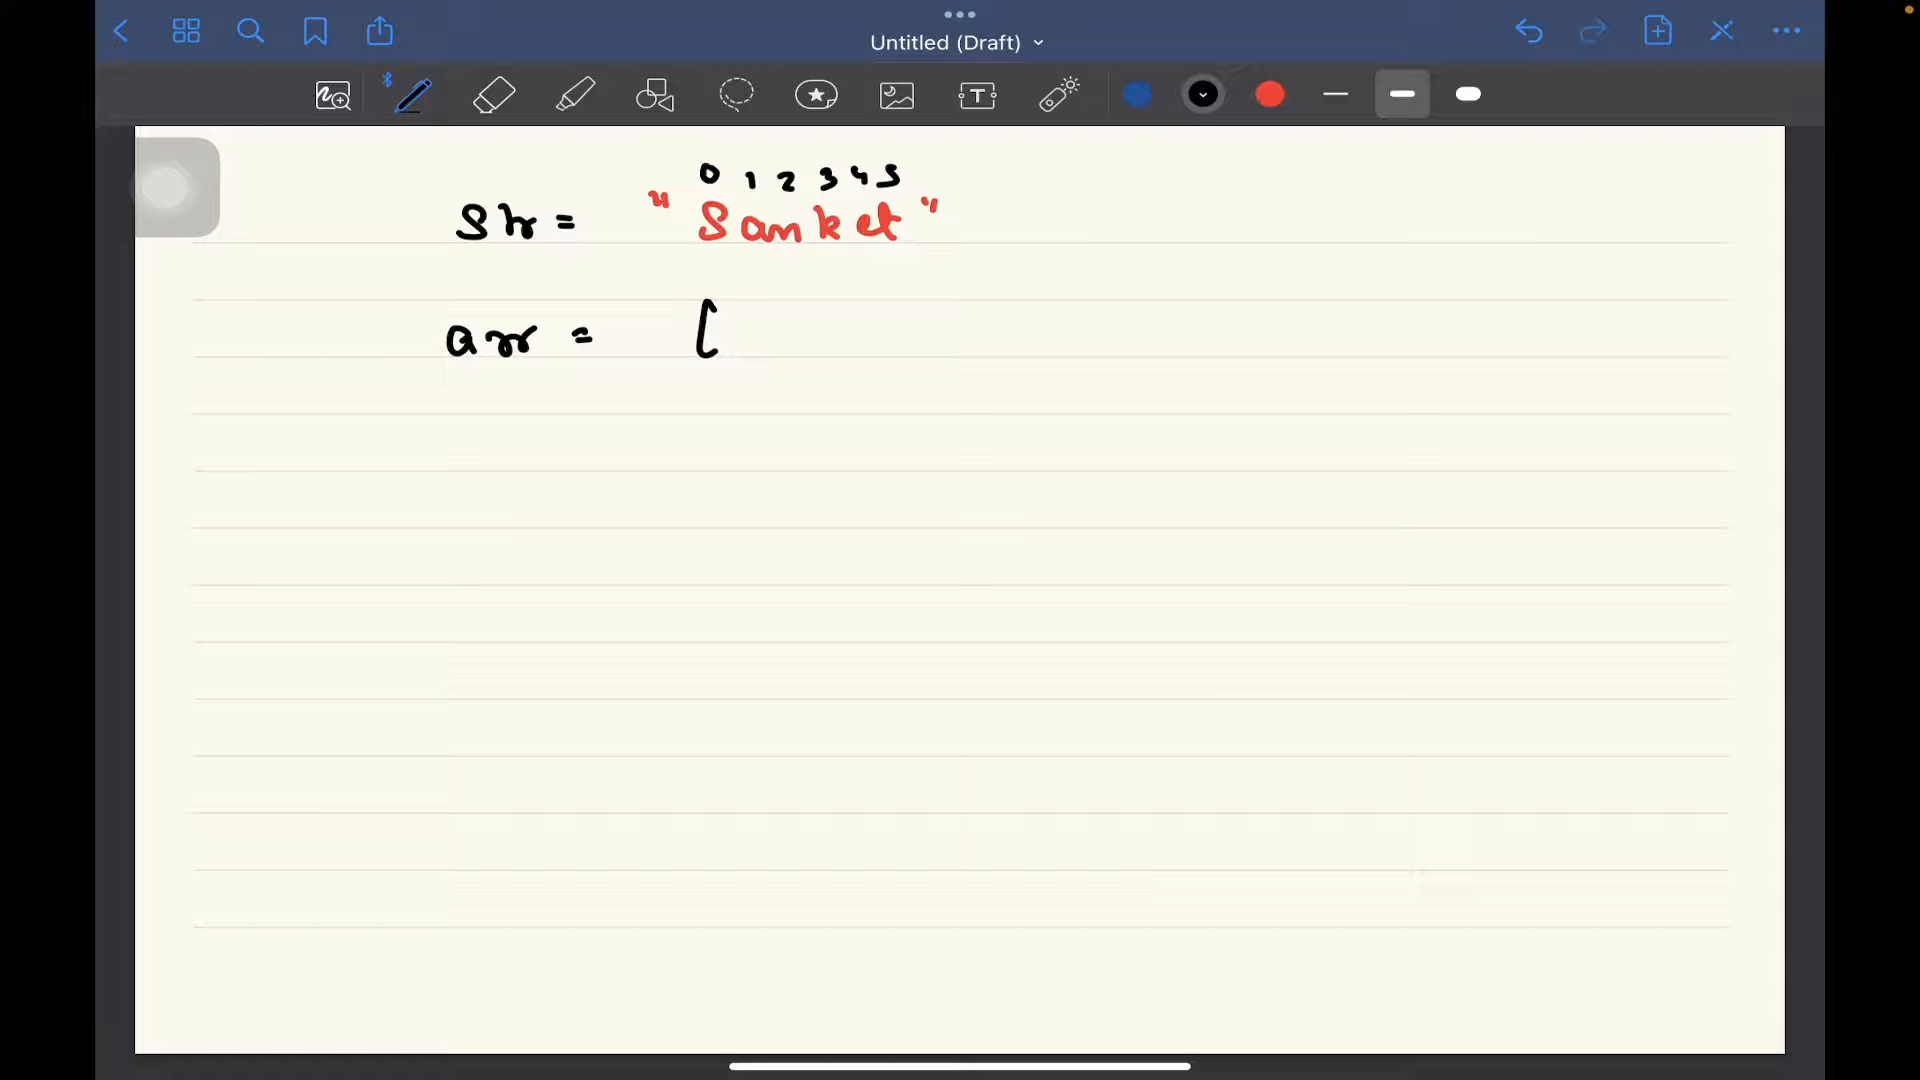 Untitled (Draft)
T
0 1 2 3 4 5
Str = "Sanket"
arr = [